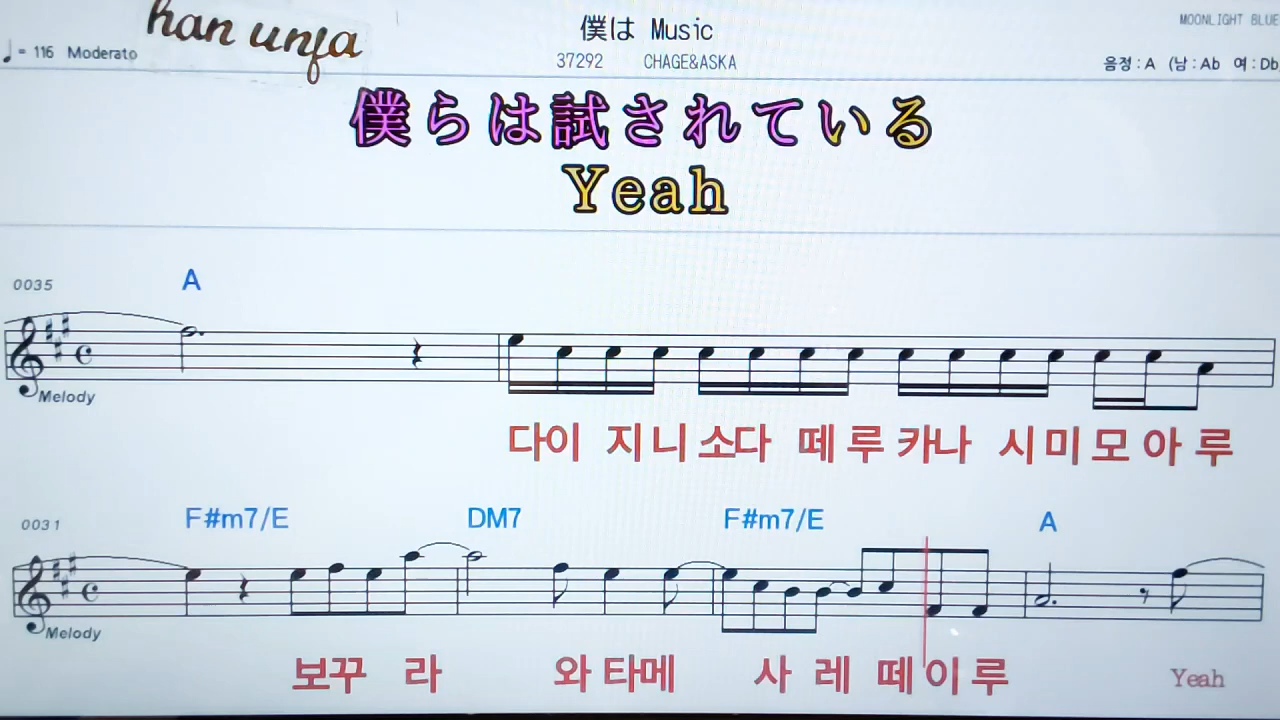 han unja
僕は Music
MOONLIGHT BLUE
♩= 116 Moderato
37292 CHAGE&ASKA
음정 : A (남 : Ab 여 : Db
僕らは試されている
Yeah
0035 A
Melody
다이 지니 소다 떼 루 카나 시미 모 아 루
0031 F#m7/E DM7 F#m7/E A
Melody
보꾸 라 와 타메 사 레 떼 이 루 Yeah